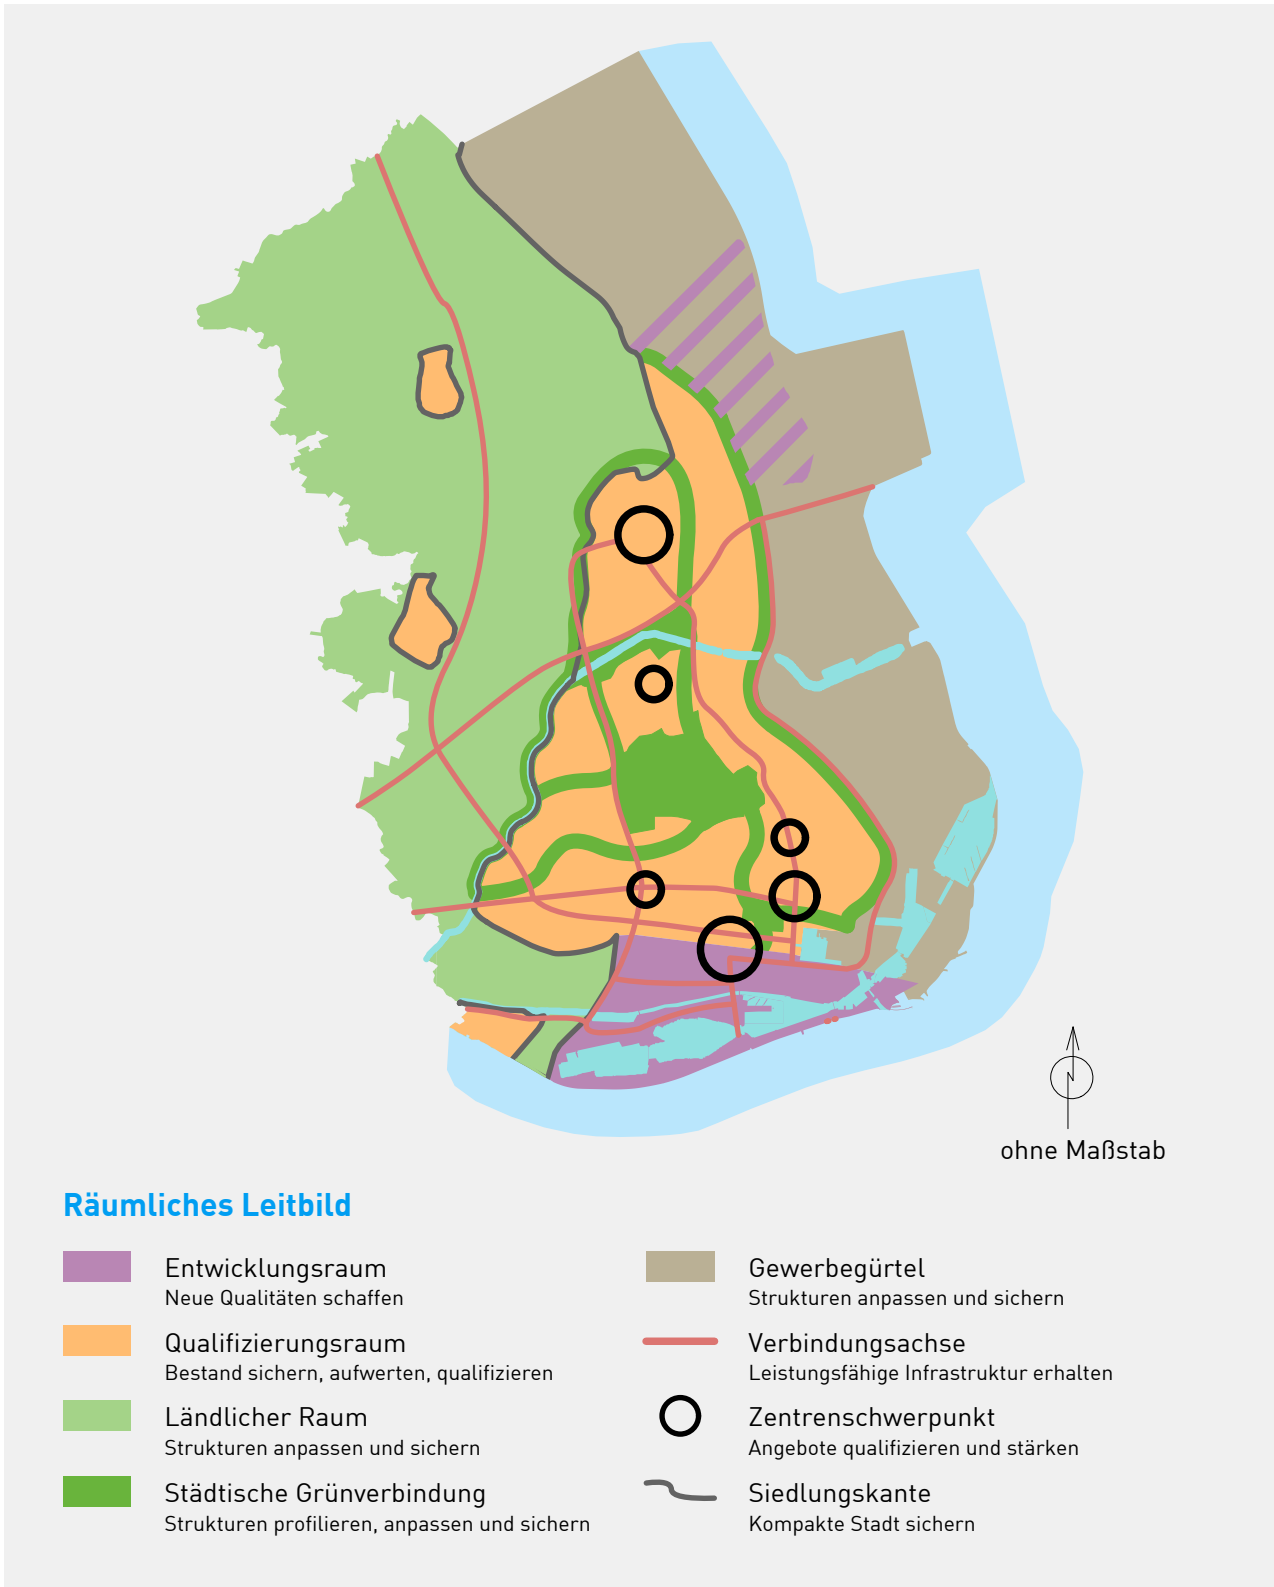 ohne Maßstab
Räumliches Leitbild
Entwicklungsraum
Neue Qualitäten schaffen
Qualifizierungsraum
Bestand sichern, aufwerten, qualifizieren
Ländlicher Raum
Strukturen anpassen und sichern
Städtische Grünverbindung
Strukturen profilieren, anpassen und sichern
Gewerbegürtel
Strukturen anpassen und sichern
Verbindungsachse
Leistungsfähige Infrastruktur erhalten
Zentrenschwerpunkt
Angebote qualifizieren und stärken
Siedlungskante
Kompakte Stadt sichern